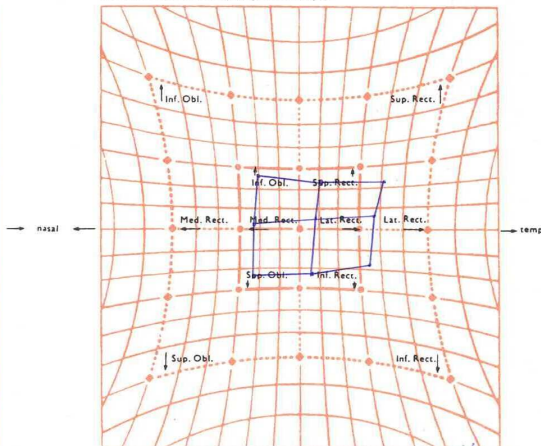 Inf. Obl. Sup. Rect.
Inf. Obl. Sup. Rect.
Med. Rect. Med. Rect. Lat. Rect. Lat. Rect.
nasal temp
Sup. Obl. Inf. Rect.
Sup. Obl. Inf. Rect.